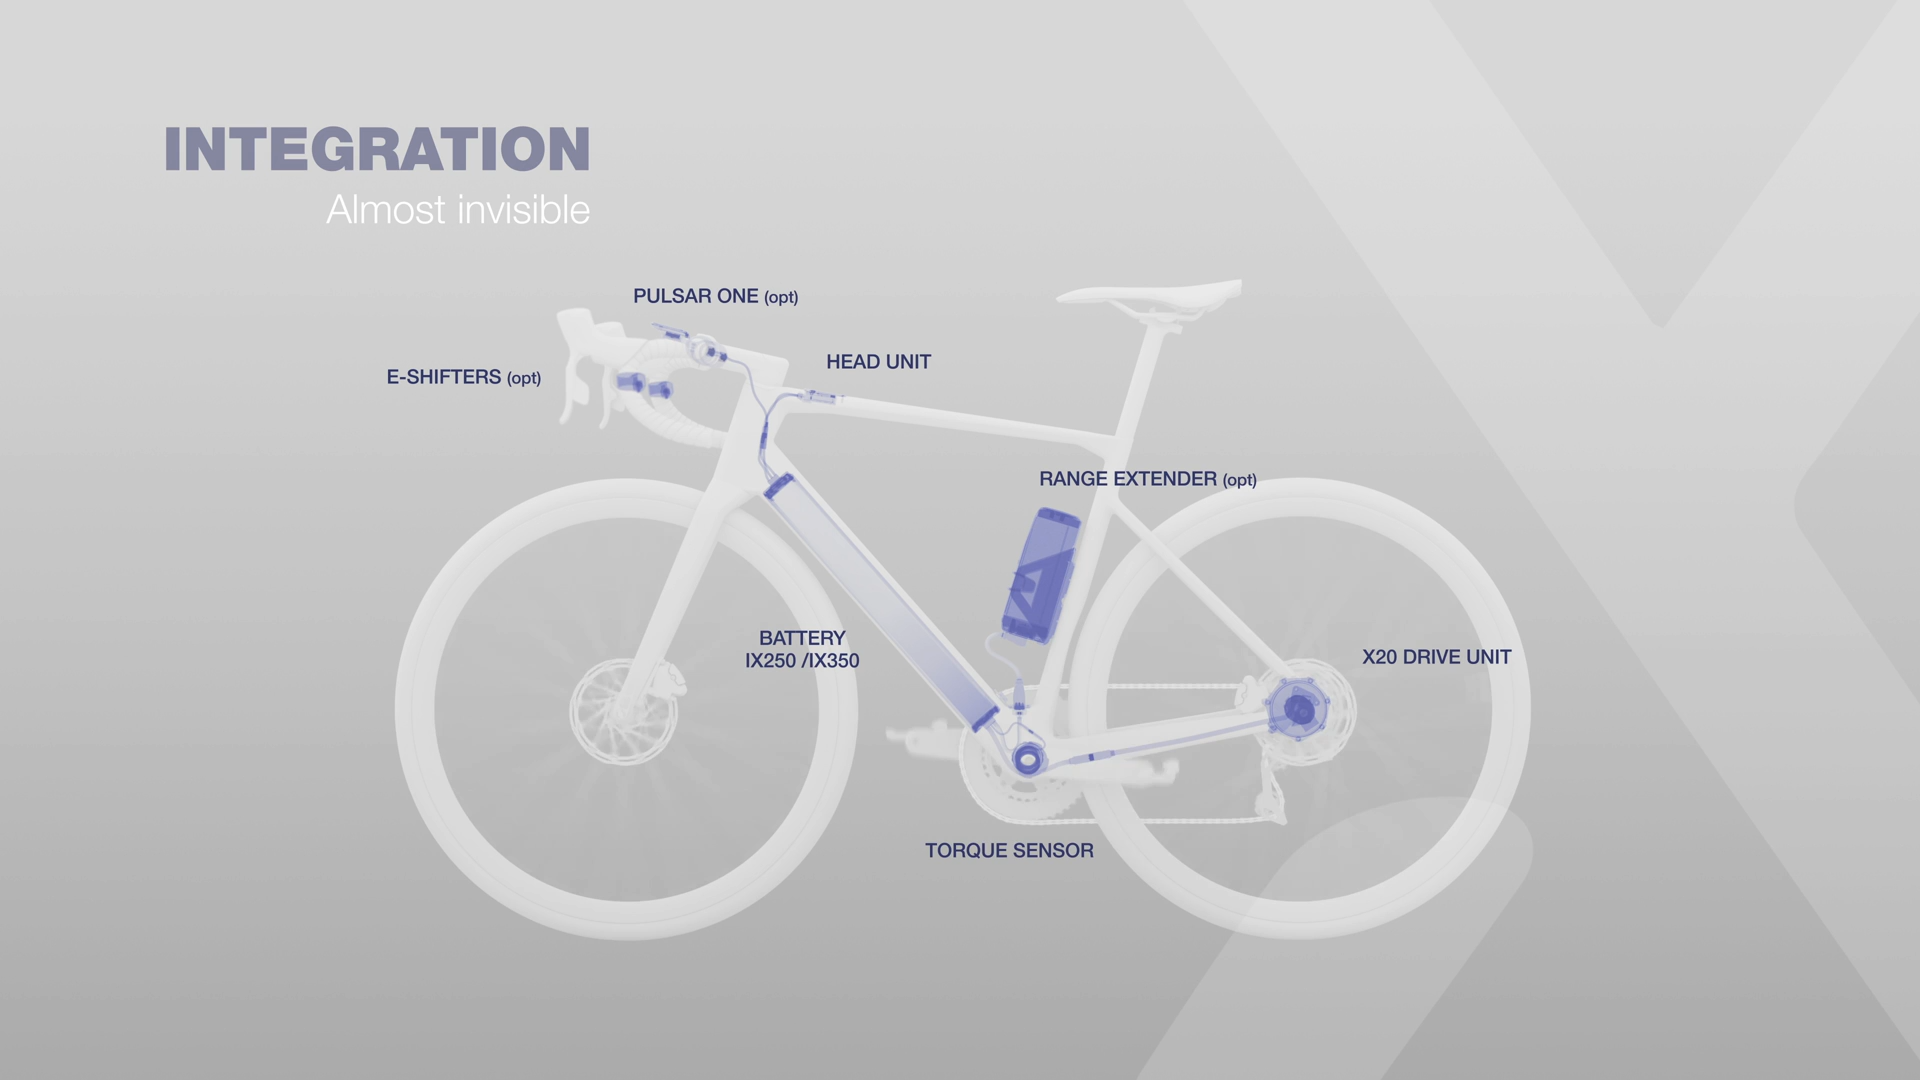 INTEGRATION
Almost invisible
PULSAR ONE (opt)
HEAD UNIT
E-SHIFTERS (opt)
RANGE EXTENDER (opt)
BATTERY
IX250 /IX350
X20 DRIVE UNIT
TORQUE SENSOR